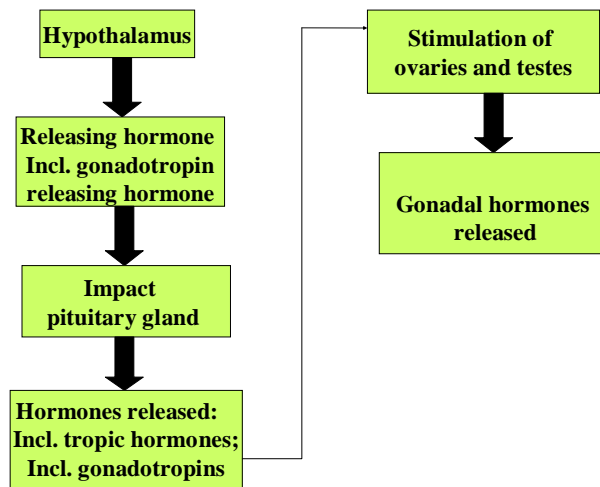 Hypothalamus
Releasing hormone
Incl. gonadotropin
releasing hormone
Impact
pituitary gland
Hormones released:
Incl. tropic hormones;
Incl. gonadotropins
Stimulation of
ovaries and testes
Gonadal hormones
released